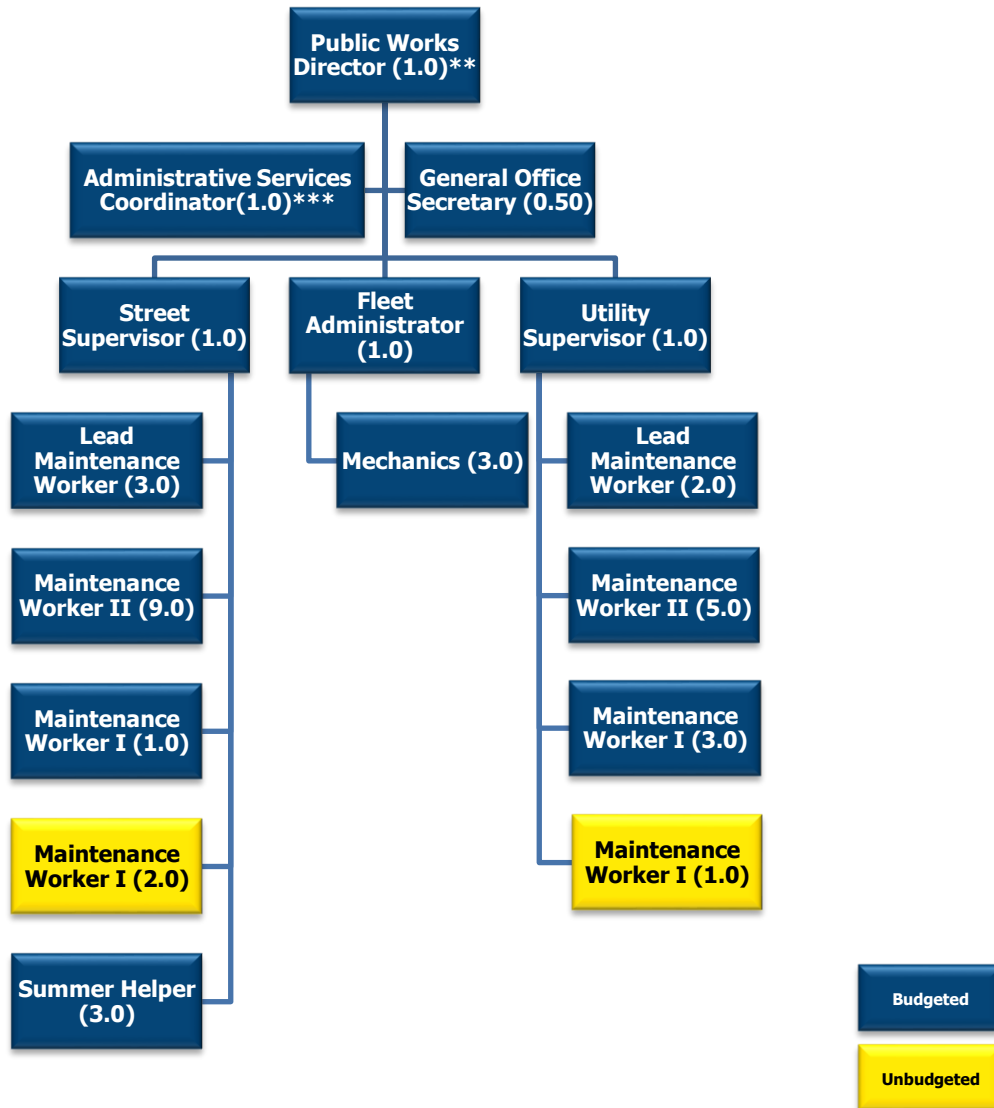 Public Works
Director (1.0)**
Administrative Services
Coordinator(1.0)***
General Office
Secretary (0.50)
Street
Supervisor (1.0)
Fleet
Administrator
(1.0)
Utility
Supervisor (1.0)
Lead
Maintenance
Worker (3.0)
Mechanics (3.0)
Lead
Maintenance
Worker (2.0)
Maintenance
Worker II (9.0)
Maintenance
Worker II (5.0)
Maintenance
Worker I (1.0)
Maintenance
Worker I (3.0)
Maintenance
Worker I (2.0)
Maintenance
Worker I (1.0)
Summer Helper
(3.0)
Budgeted
Unbudgeted